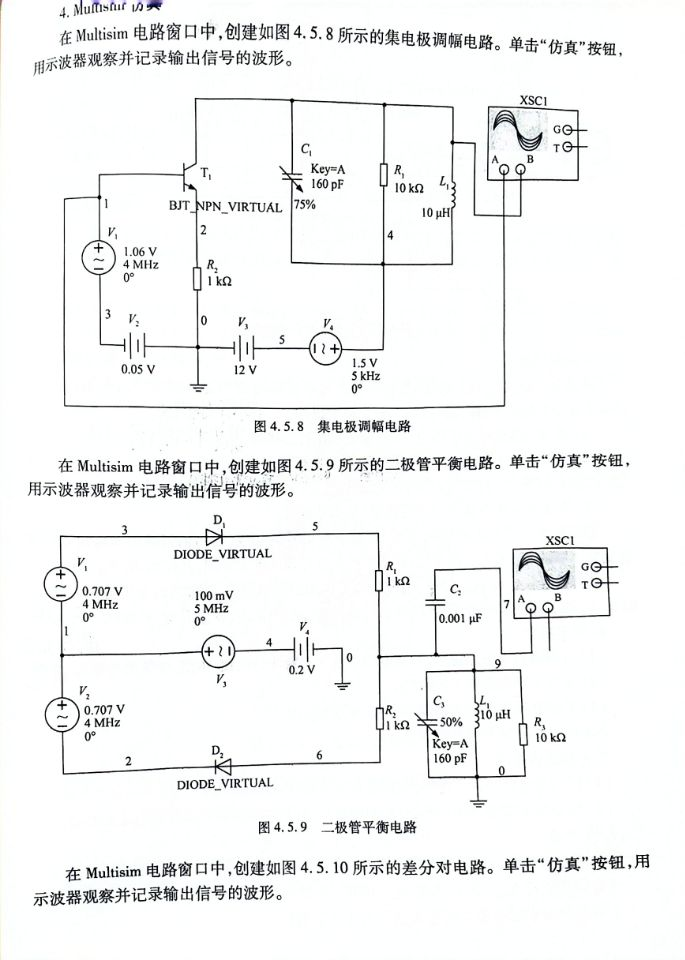 4. Multisim 仿真
在 Multisim 电路窗口中,创建如图 4.5.8 所示的集电极调幅电路。单击“仿真”按钮,
用示波器观察并记录输出信号的波形。
XSC1
G
T
A B
C₁
Key=A
160 pF
75%
R₁
10 kΩ
L₁
10 μH
T₁
BJT_NPN_VIRTUAL
1
V₁
1.06 V
4 MHz
0°
2
R₂
1 kΩ
4
3
V₂
0.05 V
0
V₃
12 V
5
V₄
1.5 V
5 kHz
0°
图 4.5.8 集电极调幅电路
在 Multisim 电路窗口中,创建如图 4.5.9 所示的二极管平衡电路。单击“仿真”按钮,
用示波器观察并记录输出信号的波形。
3
D₁
DIODE_VIRTUAL
5
XSC1
G
T
A B
V₁
0.707 V
4 MHz
0°
1
100 mV
5 MHz
0°
V₃
4
V₄
0.2 V
0
R₁
1 kΩ
C₂
0.001 μF
7
9
V₂
0.707 V
4 MHz
0°
R₂
1 kΩ
C₃
50%
Key=A
160 pF
L₁
10 μH
R₃
10 kΩ
0
2
D₂
DIODE_VIRTUAL
6
图 4.5.9 二极管平衡电路
在 Multisim 电路窗口中,创建如图 4.5.10 所示的差分对电路。单击“仿真”按钮,用
示波器观察并记录输出信号的波形。